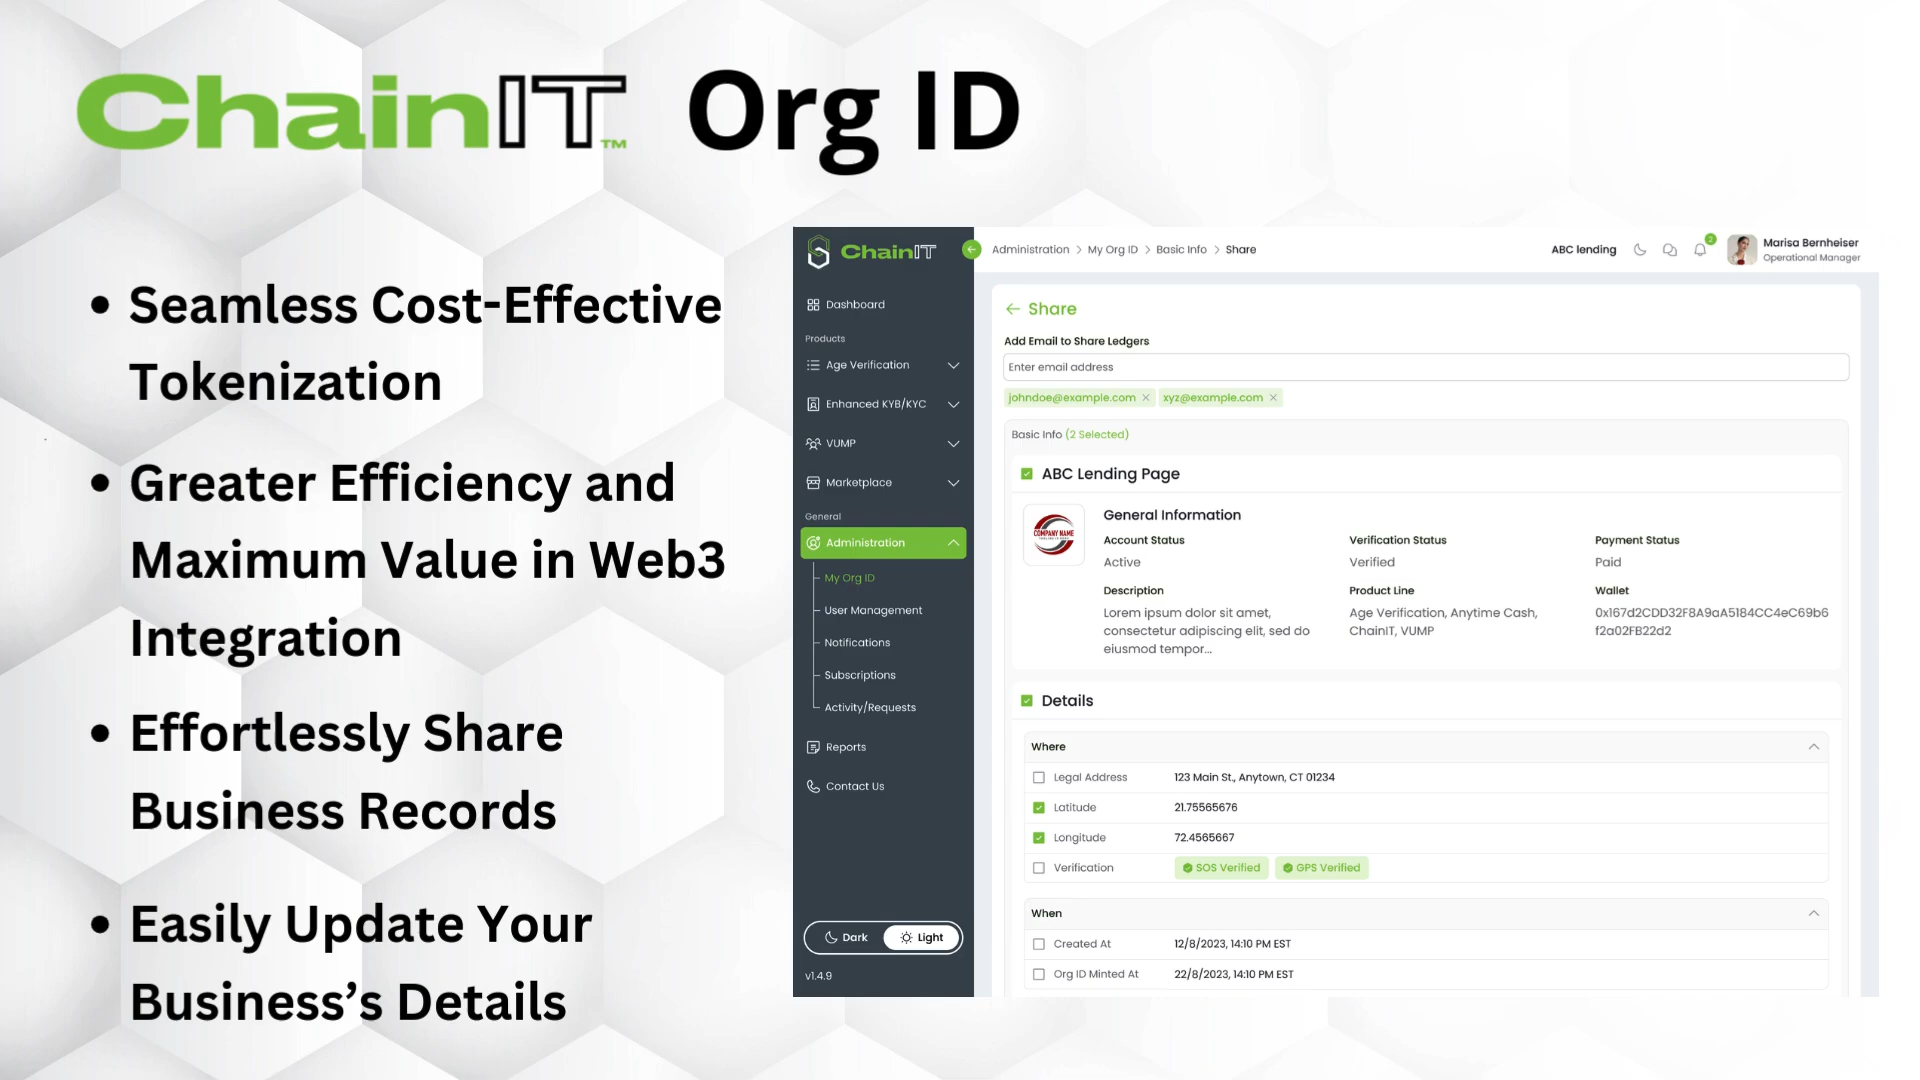 ChainIT™ Org ID
• Seamless Cost-Effective
Tokenization
• Greater Efficiency and
Maximum Value in Web3
Integration
• Effortlessly Share
Business Records
• Easily Update Your
Business’s Details
ChainIT
Dashboard
Products
Age Verification
Enhanced KYB/KYC
VUMP
Marketplace
General
Administration
My Org ID
User Management
Notifications
Subscriptions
Activity/Requests
Reports
Contact Us
Dark Light
v1.4.9
Administration > My Org ID > Basic Info > Share
ABC lending
2
Marisa Bernheiser
Operational Manager
← Share
Add Email to Share Ledgers
Enter email address
johndoe@example.com × xyz@example.com ×
Basic Info (2 Selected)
ABC Lending Page
COMPANY NAME
General Information
Account Status Verification Status Payment Status
Active Verified Paid
Description Product Line Wallet
Lorem ipsum dolor sit amet, Age Verification, Anytime Cash, 0x167d2CDD32F8A9aA5184CC4eC69b6
consectetur adipiscing elit, sed do ChainIT, VUMP f2a02FB22d2
eiusmod tempor...
Details
Where
Legal Address 123 Main St., Anytown, CT 01234
Latitude 21.75565676
Longitude 72.4565667
Verification SOS Verified GPS Verified
When
Created At 12/8/2023, 14:10 PM EST
Org ID Minted At 22/8/2023, 14:10 PM EST